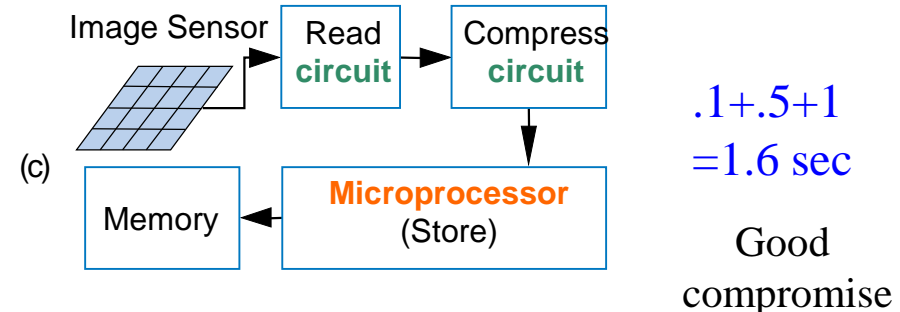 Image Sensor
Read
circuit
Compress
circuit
.1+.5+1
=1.6 sec
(c)
Memory
Microprocessor
(Store)
Good
compromise